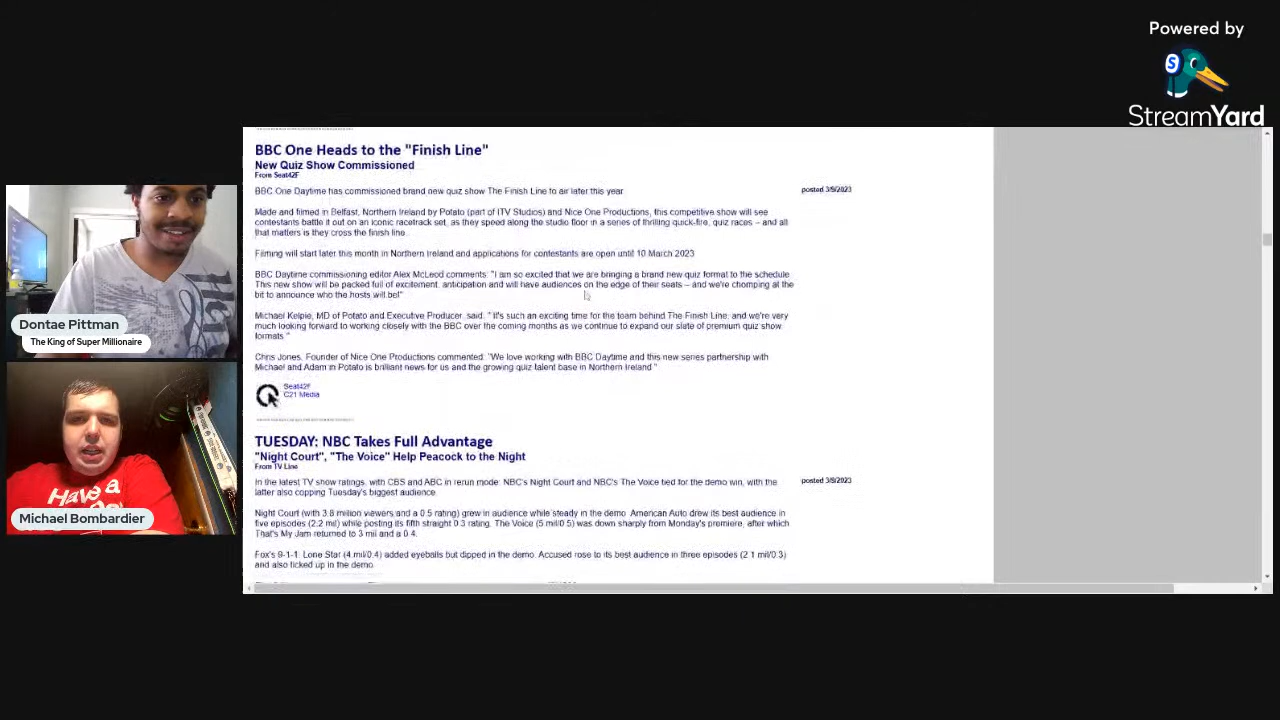 Powered by
S
StreamYard
BBC One Heads to the "Finish Line"
New Quiz Show Commissioned
From Seat42F
BBC One Daytime has commissioned brand new quiz show The Finish Line to air later this year.
posted 3/9/2023
Made and filmed in Belfast, Northern Ireland by Potato (part of ITV Studios) and Nice One Productions, this competitive show will see
contestants battle it out on an iconic racetrack set, as they speed along the studio floor in a series of thrilling quick-fire, quiz races – and all
that matters is they cross the finish line.
Filming will start later this month in Northern Ireland and applications for contestants are open until 10 March 2023
BBC Daytime commissioning editor Alex McLeod comments: "I am so excited that we are bringing a brand new quiz format to the schedule.
This new show will be packed full of excitement, anticipation and will have audiences on the edge of their seats – and we're chomping at the
bit to announce who the hosts will be!"
Michael Kelpie, MD of Potato and Executive Producer, said: " It's such an exciting time for the team behind The Finish Line, and we're very
much looking forward to working closely with the BBC over the coming months as we continue to expand our slate of premium quiz show
formats."
Chris Jones, Founder of Nice One Productions commented: "We love working with BBC Daytime and this new series partnership with
Michael and Adam in Potato is brilliant news for us and the growing quiz talent base in Northern Ireland."
Seat42F
C21 Media
TUESDAY: NBC Takes Full Advantage
"Night Court", "The Voice" Help Peacock to the Night
From TV Line
In the latest TV show ratings, with CBS and ABC in rerun mode: NBC's Night Court and NBC's The Voice tied for the demo win, with the
latter also copping Tuesday's biggest audience.
posted 3/8/2023
Night Court (with 3.8 million viewers and a 0.5 rating) grew in audience while steady in the demo. American Auto drew its best audience in
five episodes (2.2 mil) while posting its fifth straight 0.3 rating. The Voice (5 mil/0.5) was down sharply from Monday's premiere, after which
That's My Jam returned to 3 mil and a 0.4.
Fox's 9-1-1: Lone Star (4 mil/0.4) added eyeballs but dipped in the demo. Accused rose to its best audience in three episodes (2.1 mil/0.3)
and also ticked up in the demo.
Dontae Pittman
The King of Super Millionaire
Have a
Michael Bombardier